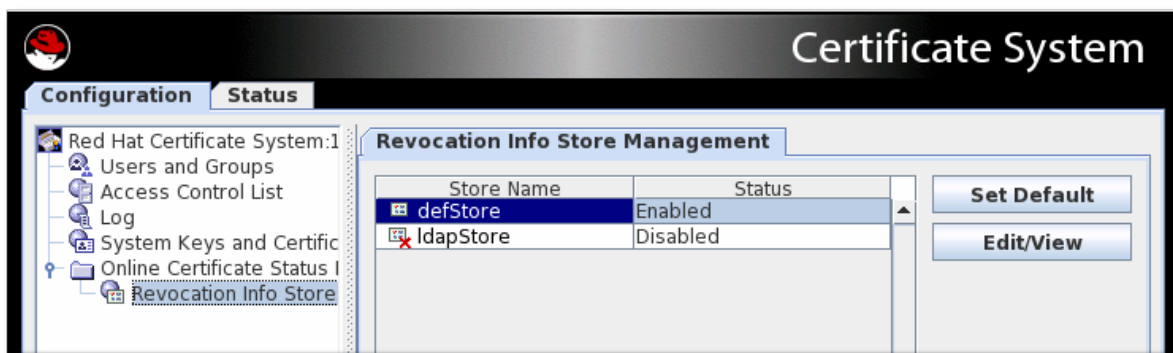 Certificate System
Configuration Status
Red Hat Certificate System:1
Users and Groups
Access Control List
Log
System Keys and Certific
Online Certificate Status
Revocation Info Store
Revocation Info Store Management
Store Name Status
defStore Enabled
ldapStore Disabled
Set Default
Edit/View